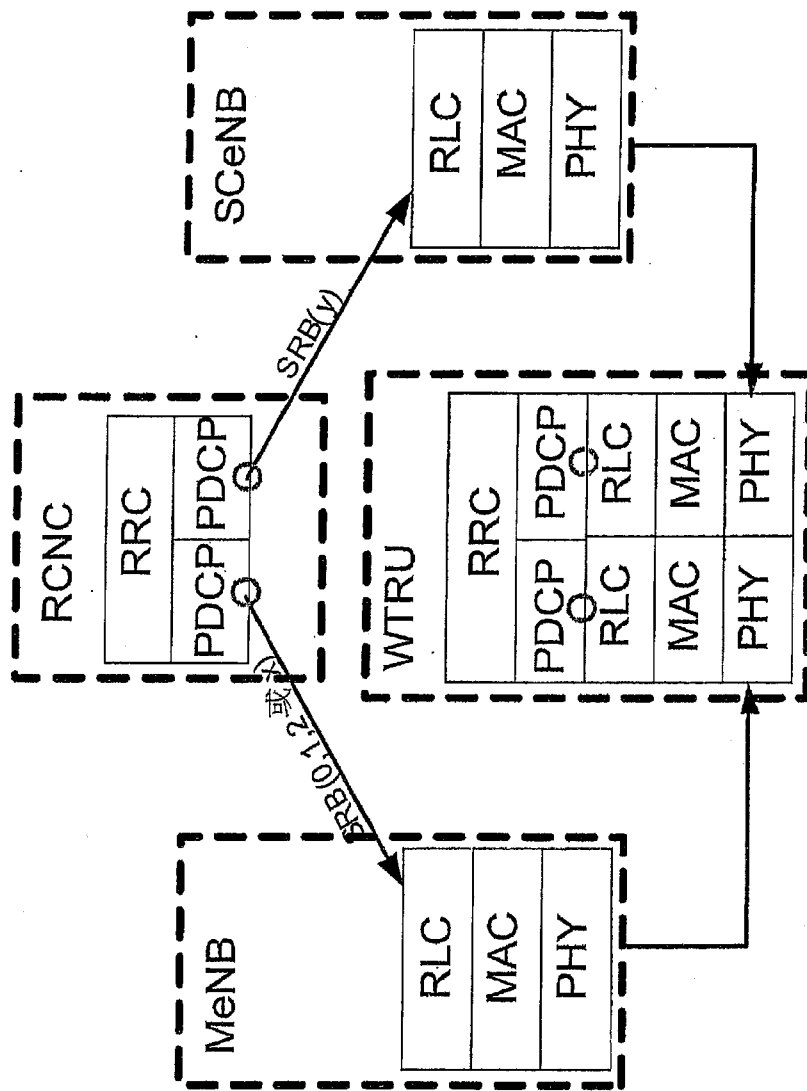 RCNC
RRC
PDCP
PDCP
SRB(0,1,2 或 x)
SRB(y)
MeNB
RLC
MAC
PHY
SCeNB
RLC
MAC
PHY
WTRU
RRC
PDCP
PDCP
RLC
RLC
MAC
MAC
PHY
PHY